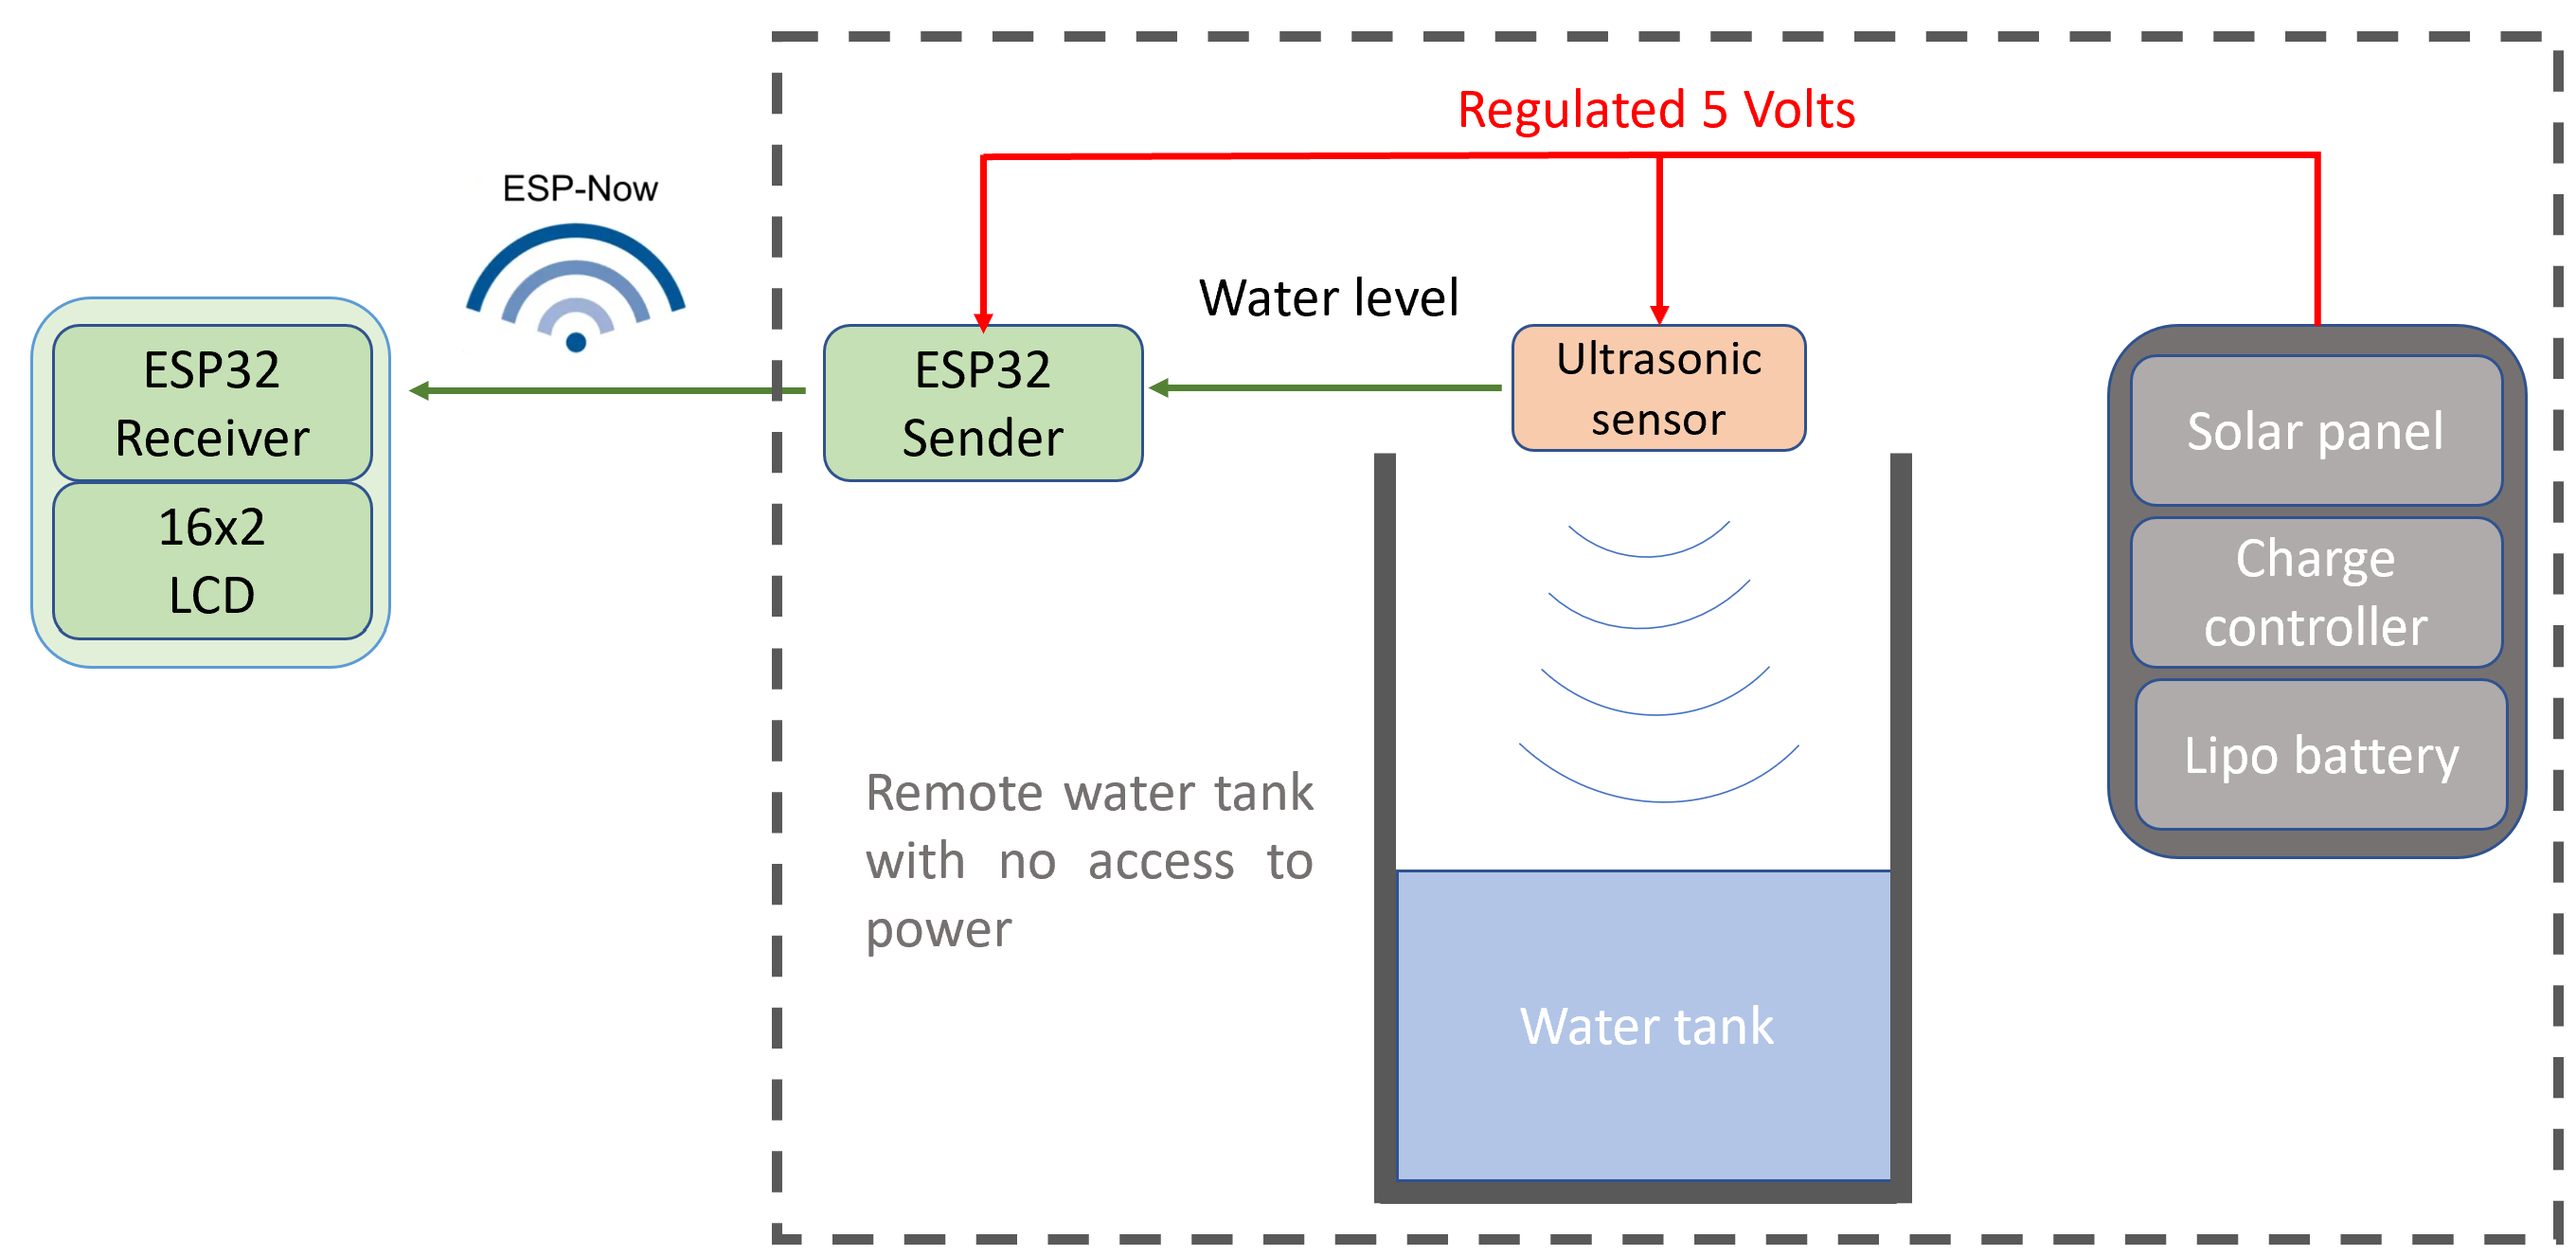 Regulated 5 Volts
ESP-Now
Water level
ESP32
Receiver
16x2
LCD
ESP32
Sender
Ultrasonic
sensor
Solar panel
Charge
controller
Lipo battery
Remote water tank
with no access to
power
Water tank